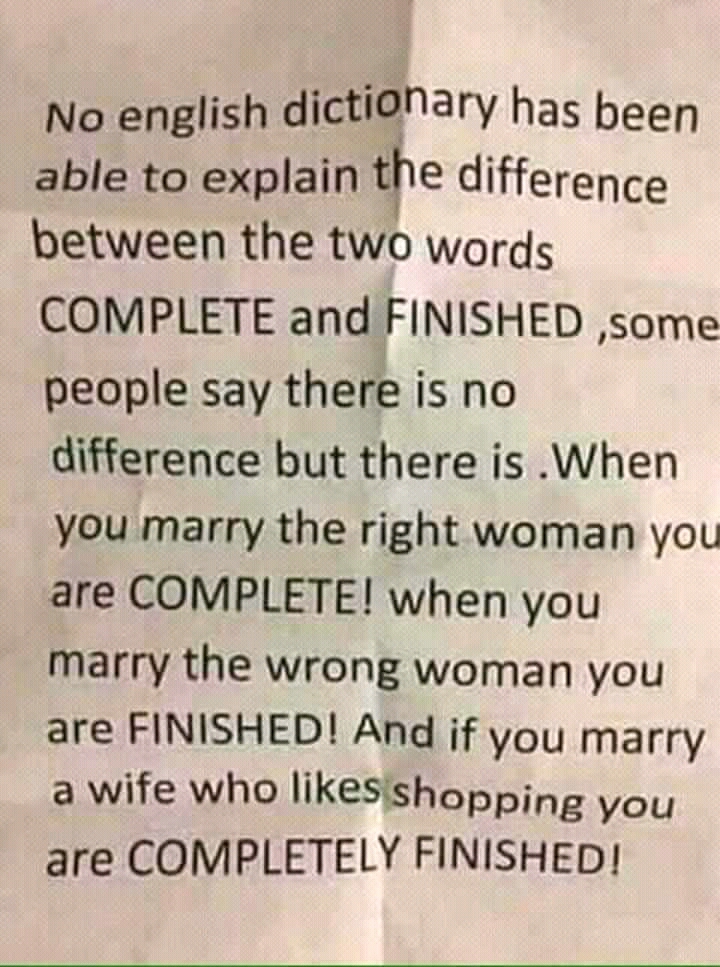 No english dictionary has been
able to explain the difference
between the two words
COMPLETE and FINISHED ,some
people say there is no
difference but there is .When
you marry the right woman you
are COMPLETE! when you
marry the wrong woman you
are FINISHED! And if you marry
a wife who likes shopping you
are COMPLETELY FINISHED!